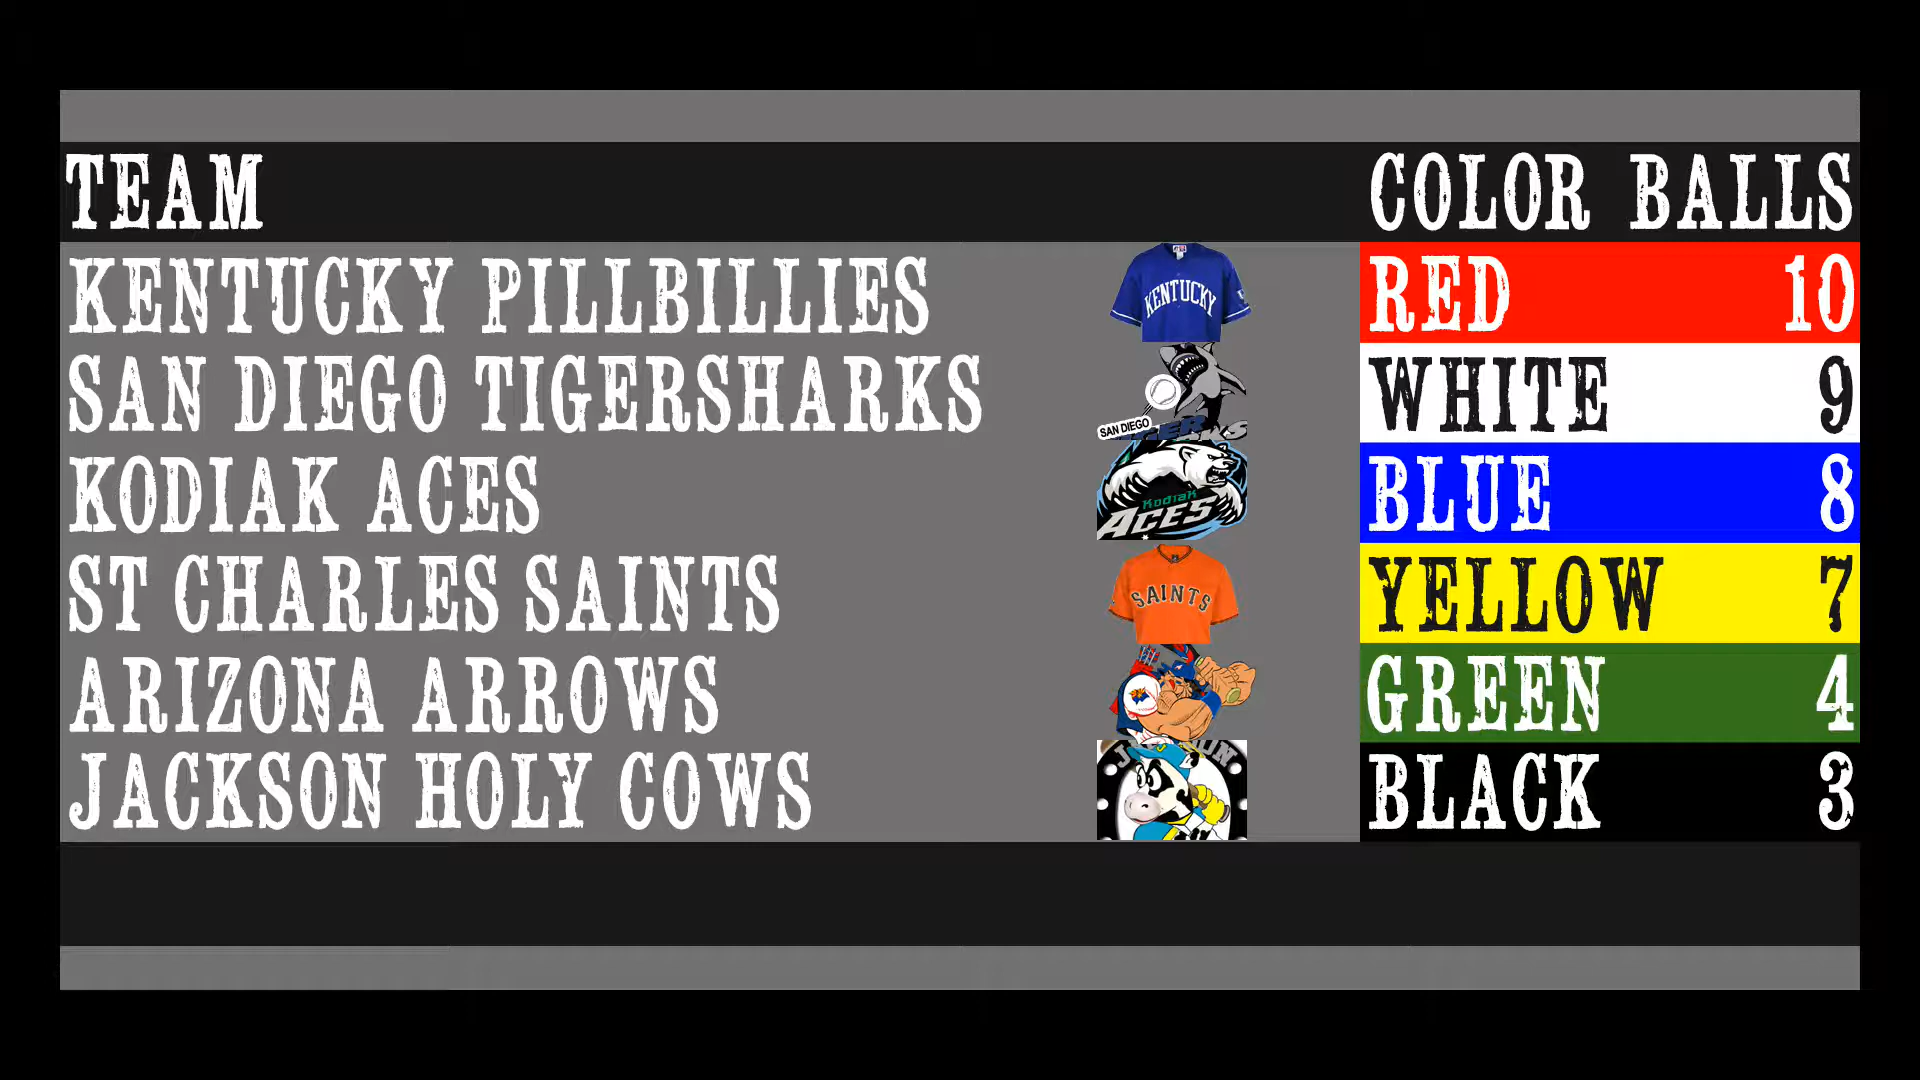 TEAM COLOR BALLS
KENTUCKY PILLBILLIES KENTUCKY RED 10
SAN DIEGO TIGERSHARKS SAN DIEGO WHITE 9
KODIAK ACES KODIAK ACES BLUE 8
ST CHARLES SAINTS SAINTS YELLOW 7
ARIZONA ARROWS GREEN 4
JACKSON HOLY COWS BLACK 3